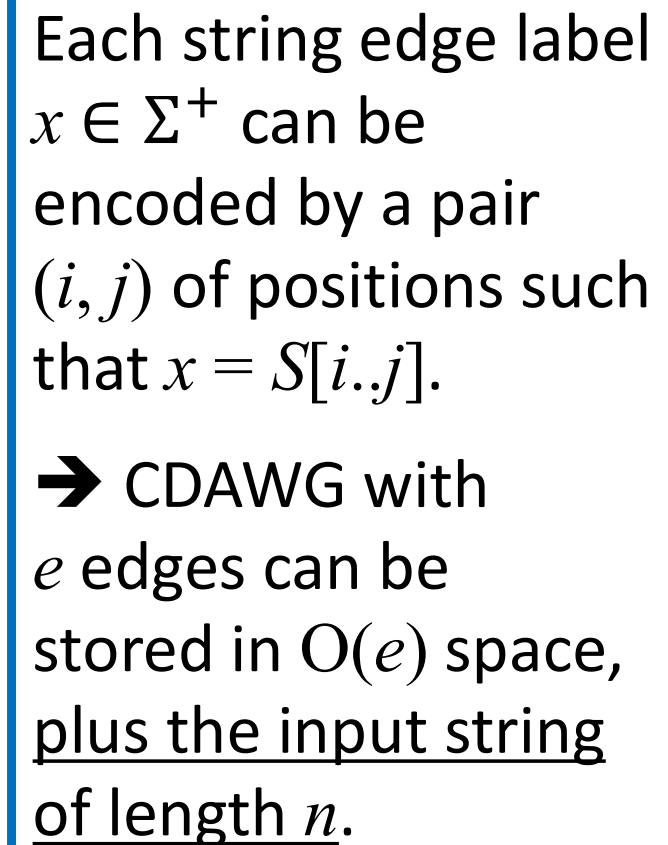 Each string edge label
x ∈ Σ⁺ can be
encoded by a pair
(i, j) of positions such
that x = S[i..j].
➔ CDAWG with
e edges can be
stored in O(e) space,
plus the input string
of length n.